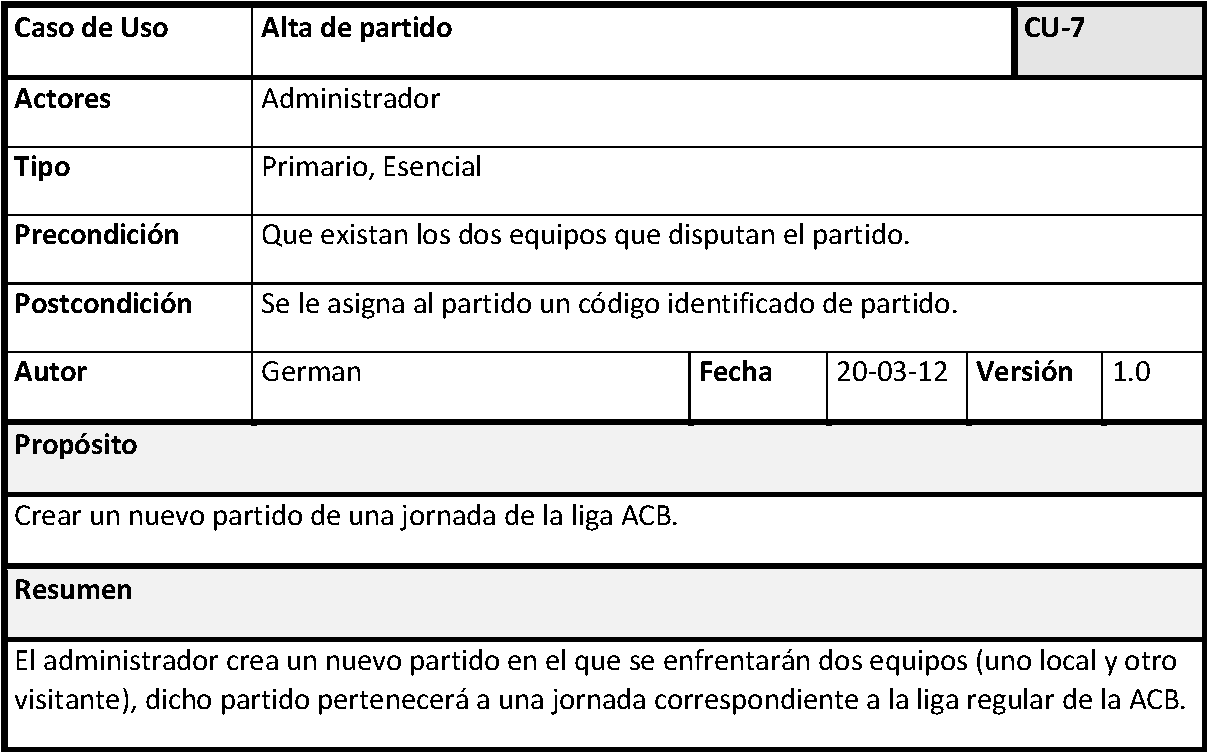 Caso de Uso Alta de partido CU-7
Actores Administrador
Tipo Primario, Esencial
Precondición Que existan los dos equipos que disputan el partido.
Postcondición Se le asigna al partido un código identificado de partido.
Autor German Fecha 20-03-12 Versión 1.0
Propósito
Crear un nuevo partido de una jornada de la liga ACB.
Resumen
El administrador crea un nuevo partido en el que se enfrentarán dos equipos (uno local y otro
visitante), dicho partido pertenecerá a una jornada correspondiente a la liga regular de la ACB.